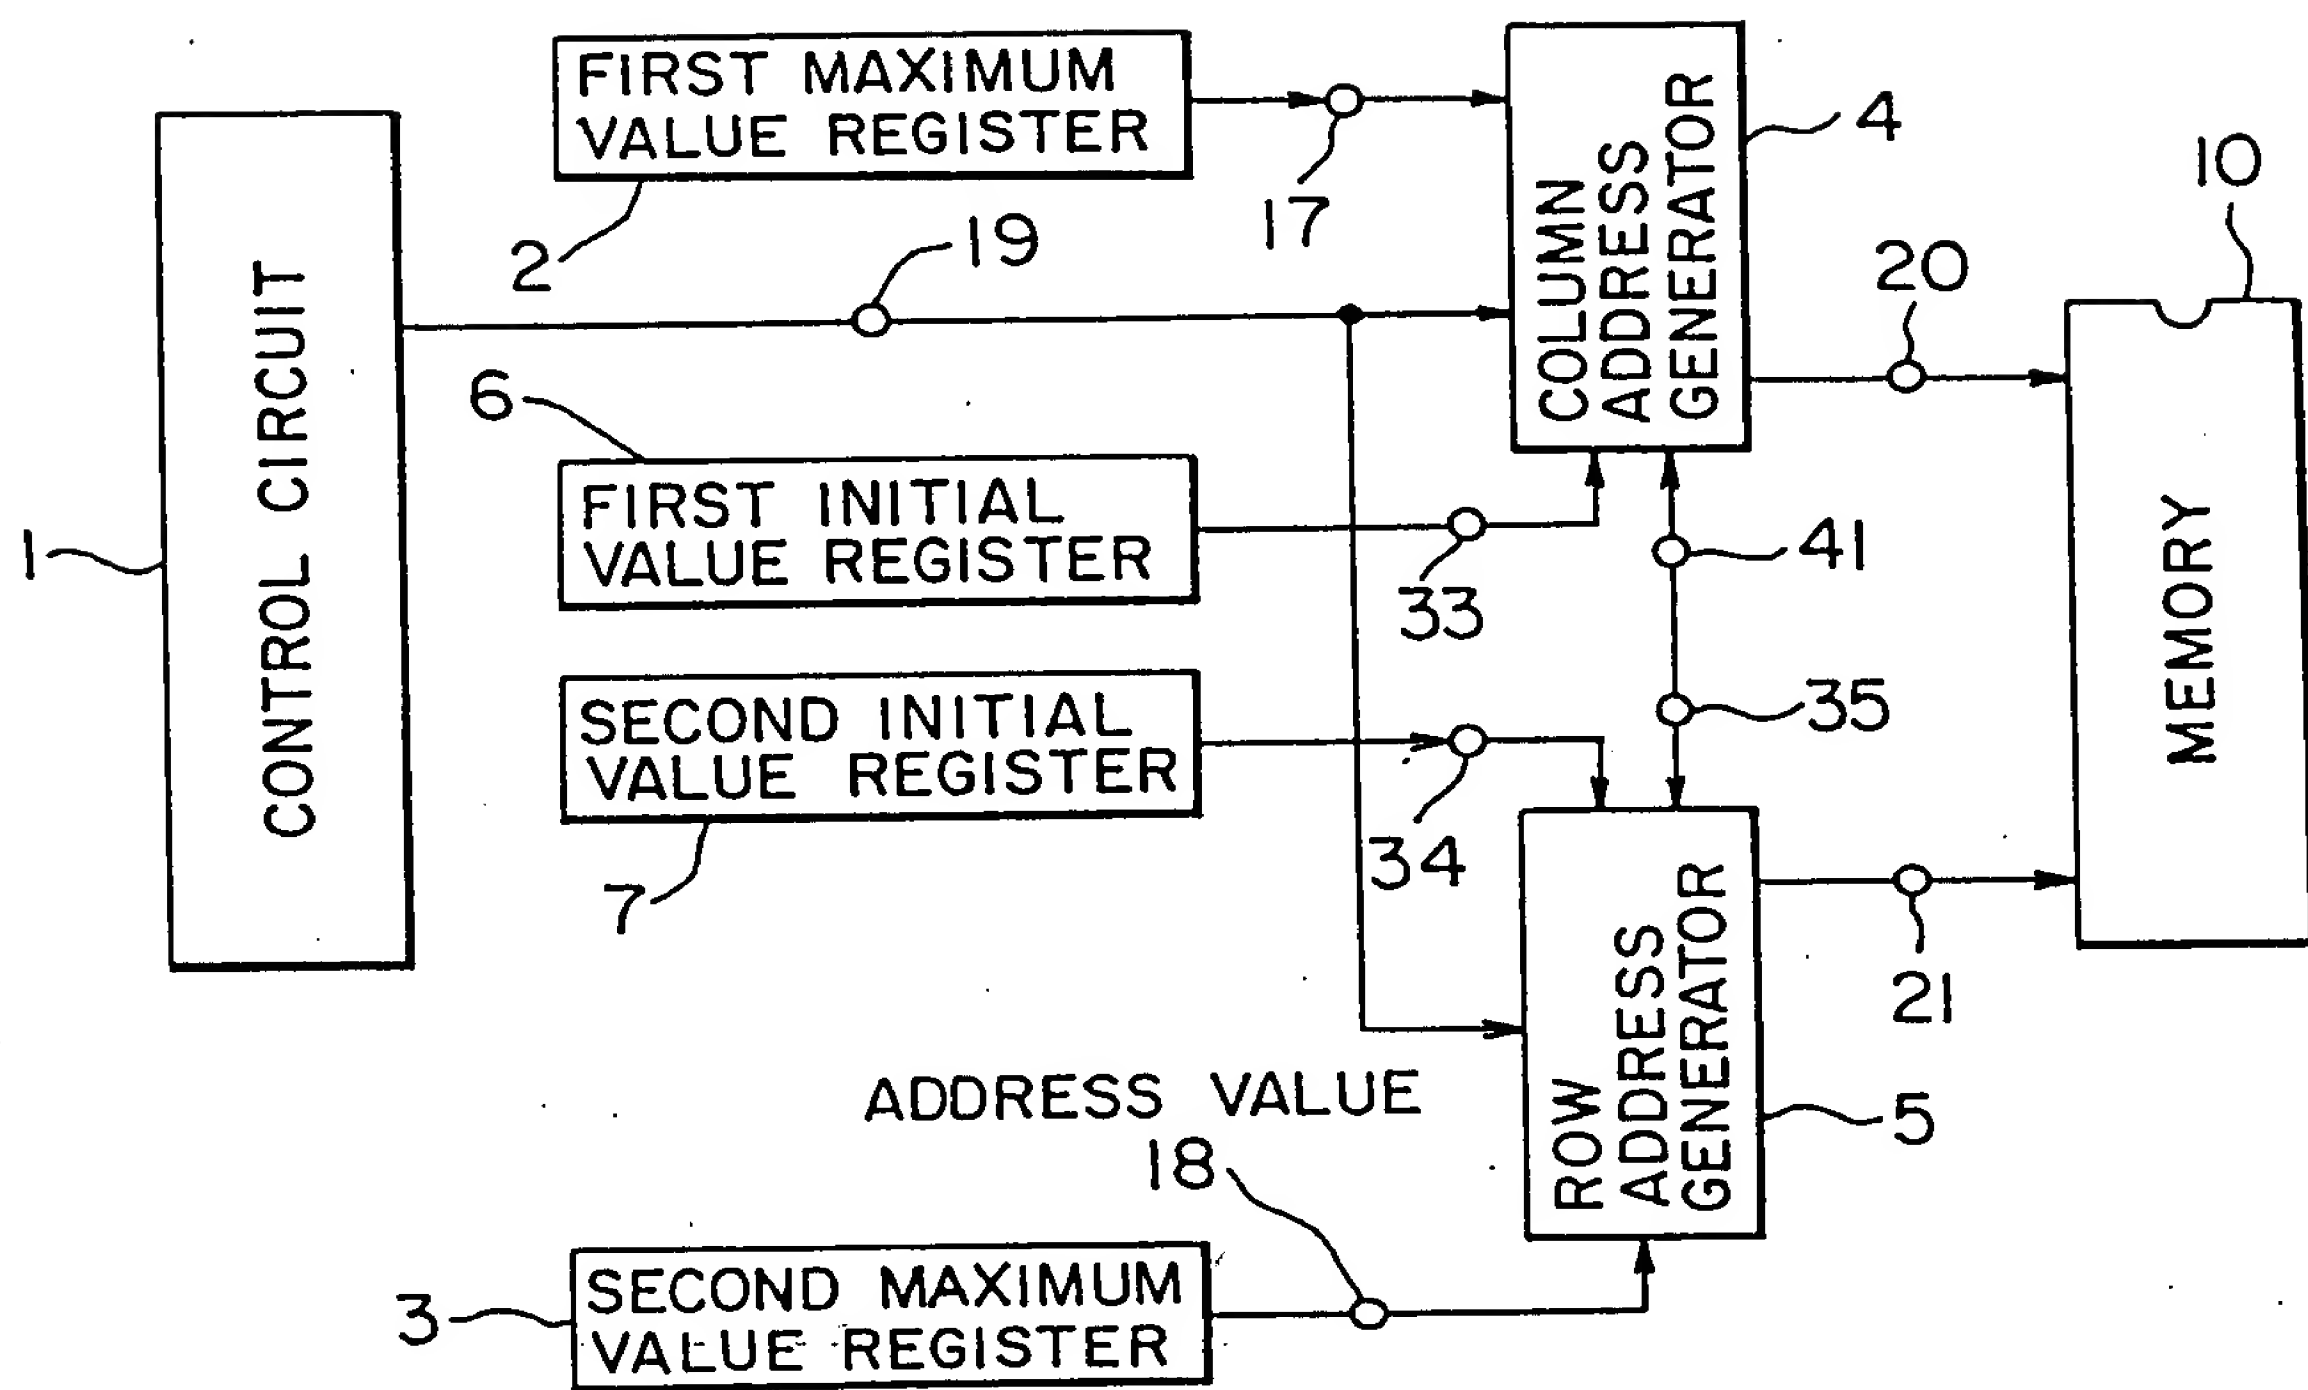 FIRST MAXIMUM
VALUE REGISTER
2
17
19
COLUMN
ADDRESS
GENERATOR
4
10
20
CONTROL CIRCUIT
1
6
FIRST INITIAL
VALUE REGISTER
33
41
35
MEMORY
SECOND INITIAL
VALUE REGISTER
7
34
21
ROW
ADDRESS
GENERATOR
5
ADDRESS VALUE
18
3
SECOND MAXIMUM
VALUE REGISTER